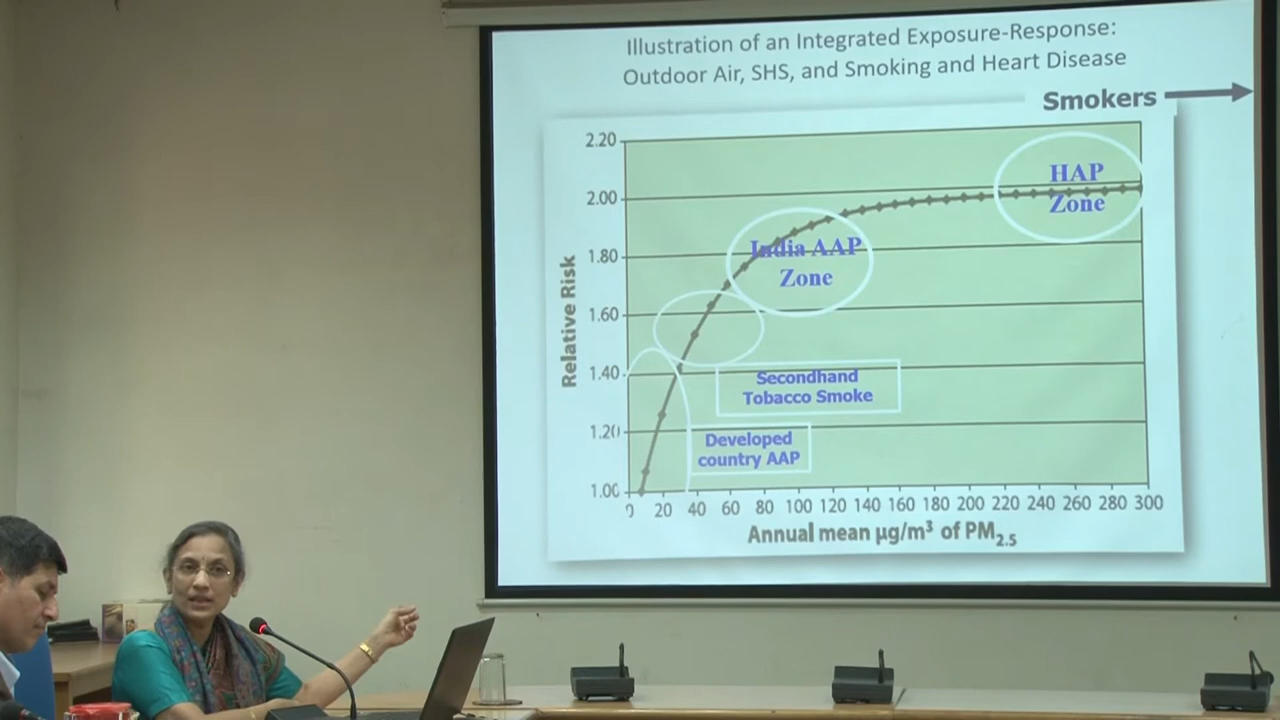 Illustration of an Integrated Exposure-Response:
Outdoor Air, SHS, and Smoking and Heart Disease
Smokers
2.20
2.00
1.80
1.60
1.40
1.20
1.00
Relative Risk
HAP
Zone
India AAP
Zone
Secondhand
Tobacco Smoke
Developed
country AAP
0 20 40 60 80 100 120 140 160 180 200 220 240 260 280 300
Annual mean µg/m³ of PM2.5